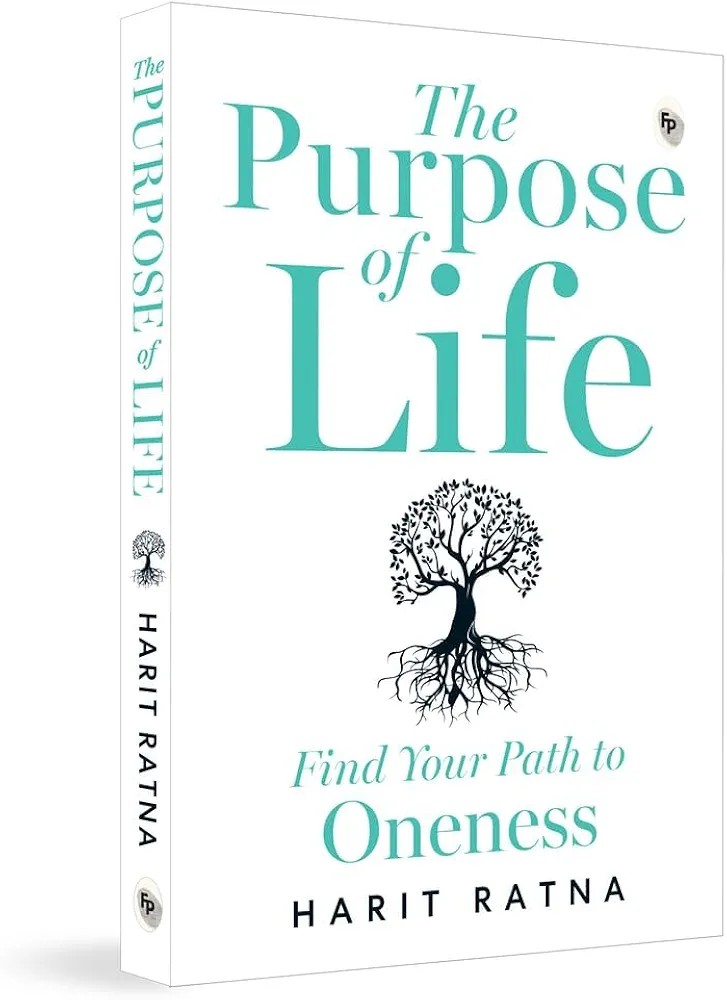 The
Purpose
of
Life
Find Your Path to
Oneness
HARIT RATNA
FP
The PURPOSE of LIFE
HARIT RATNA
FP